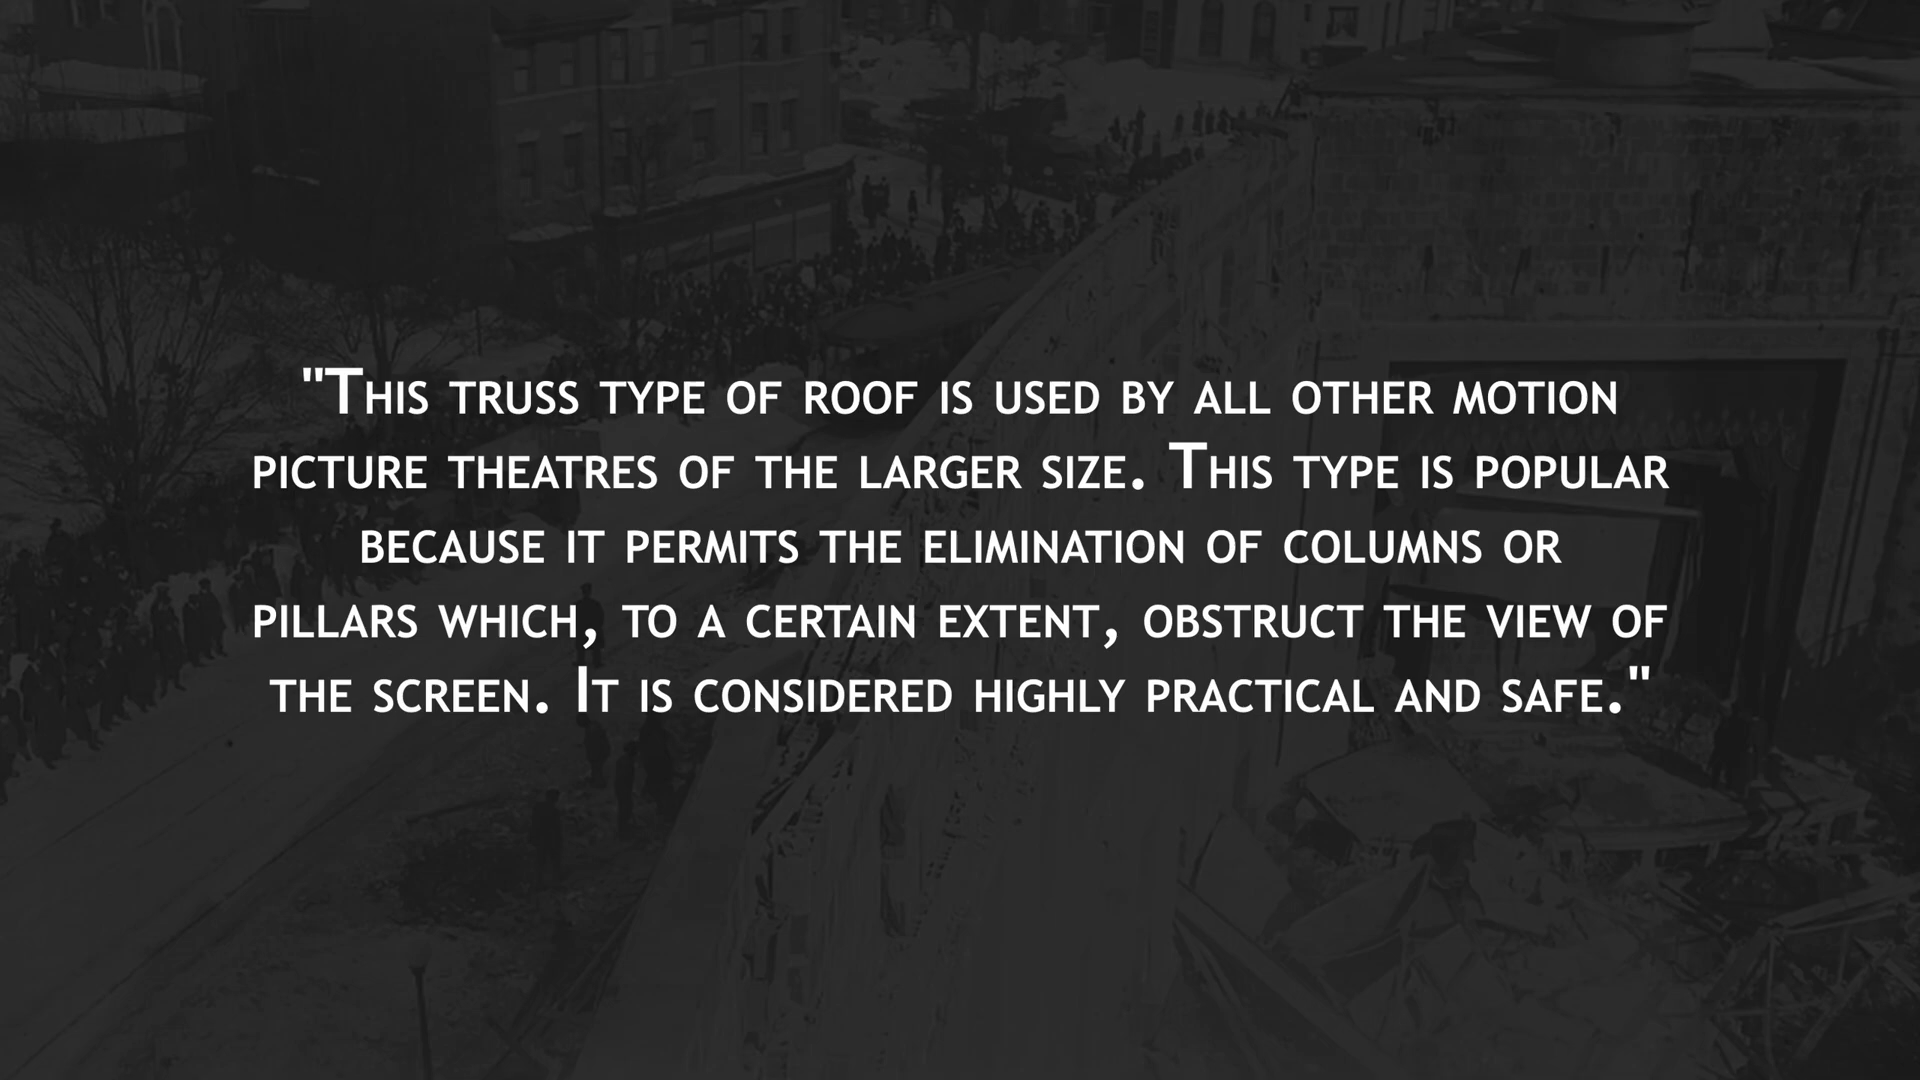 "This truss type of roof is used by all other motion
picture theatres of the larger size. This type is popular
because it permits the elimination of columns or
pillars which, to a certain extent, obstruct the view of
the screen. It is considered highly practical and safe."